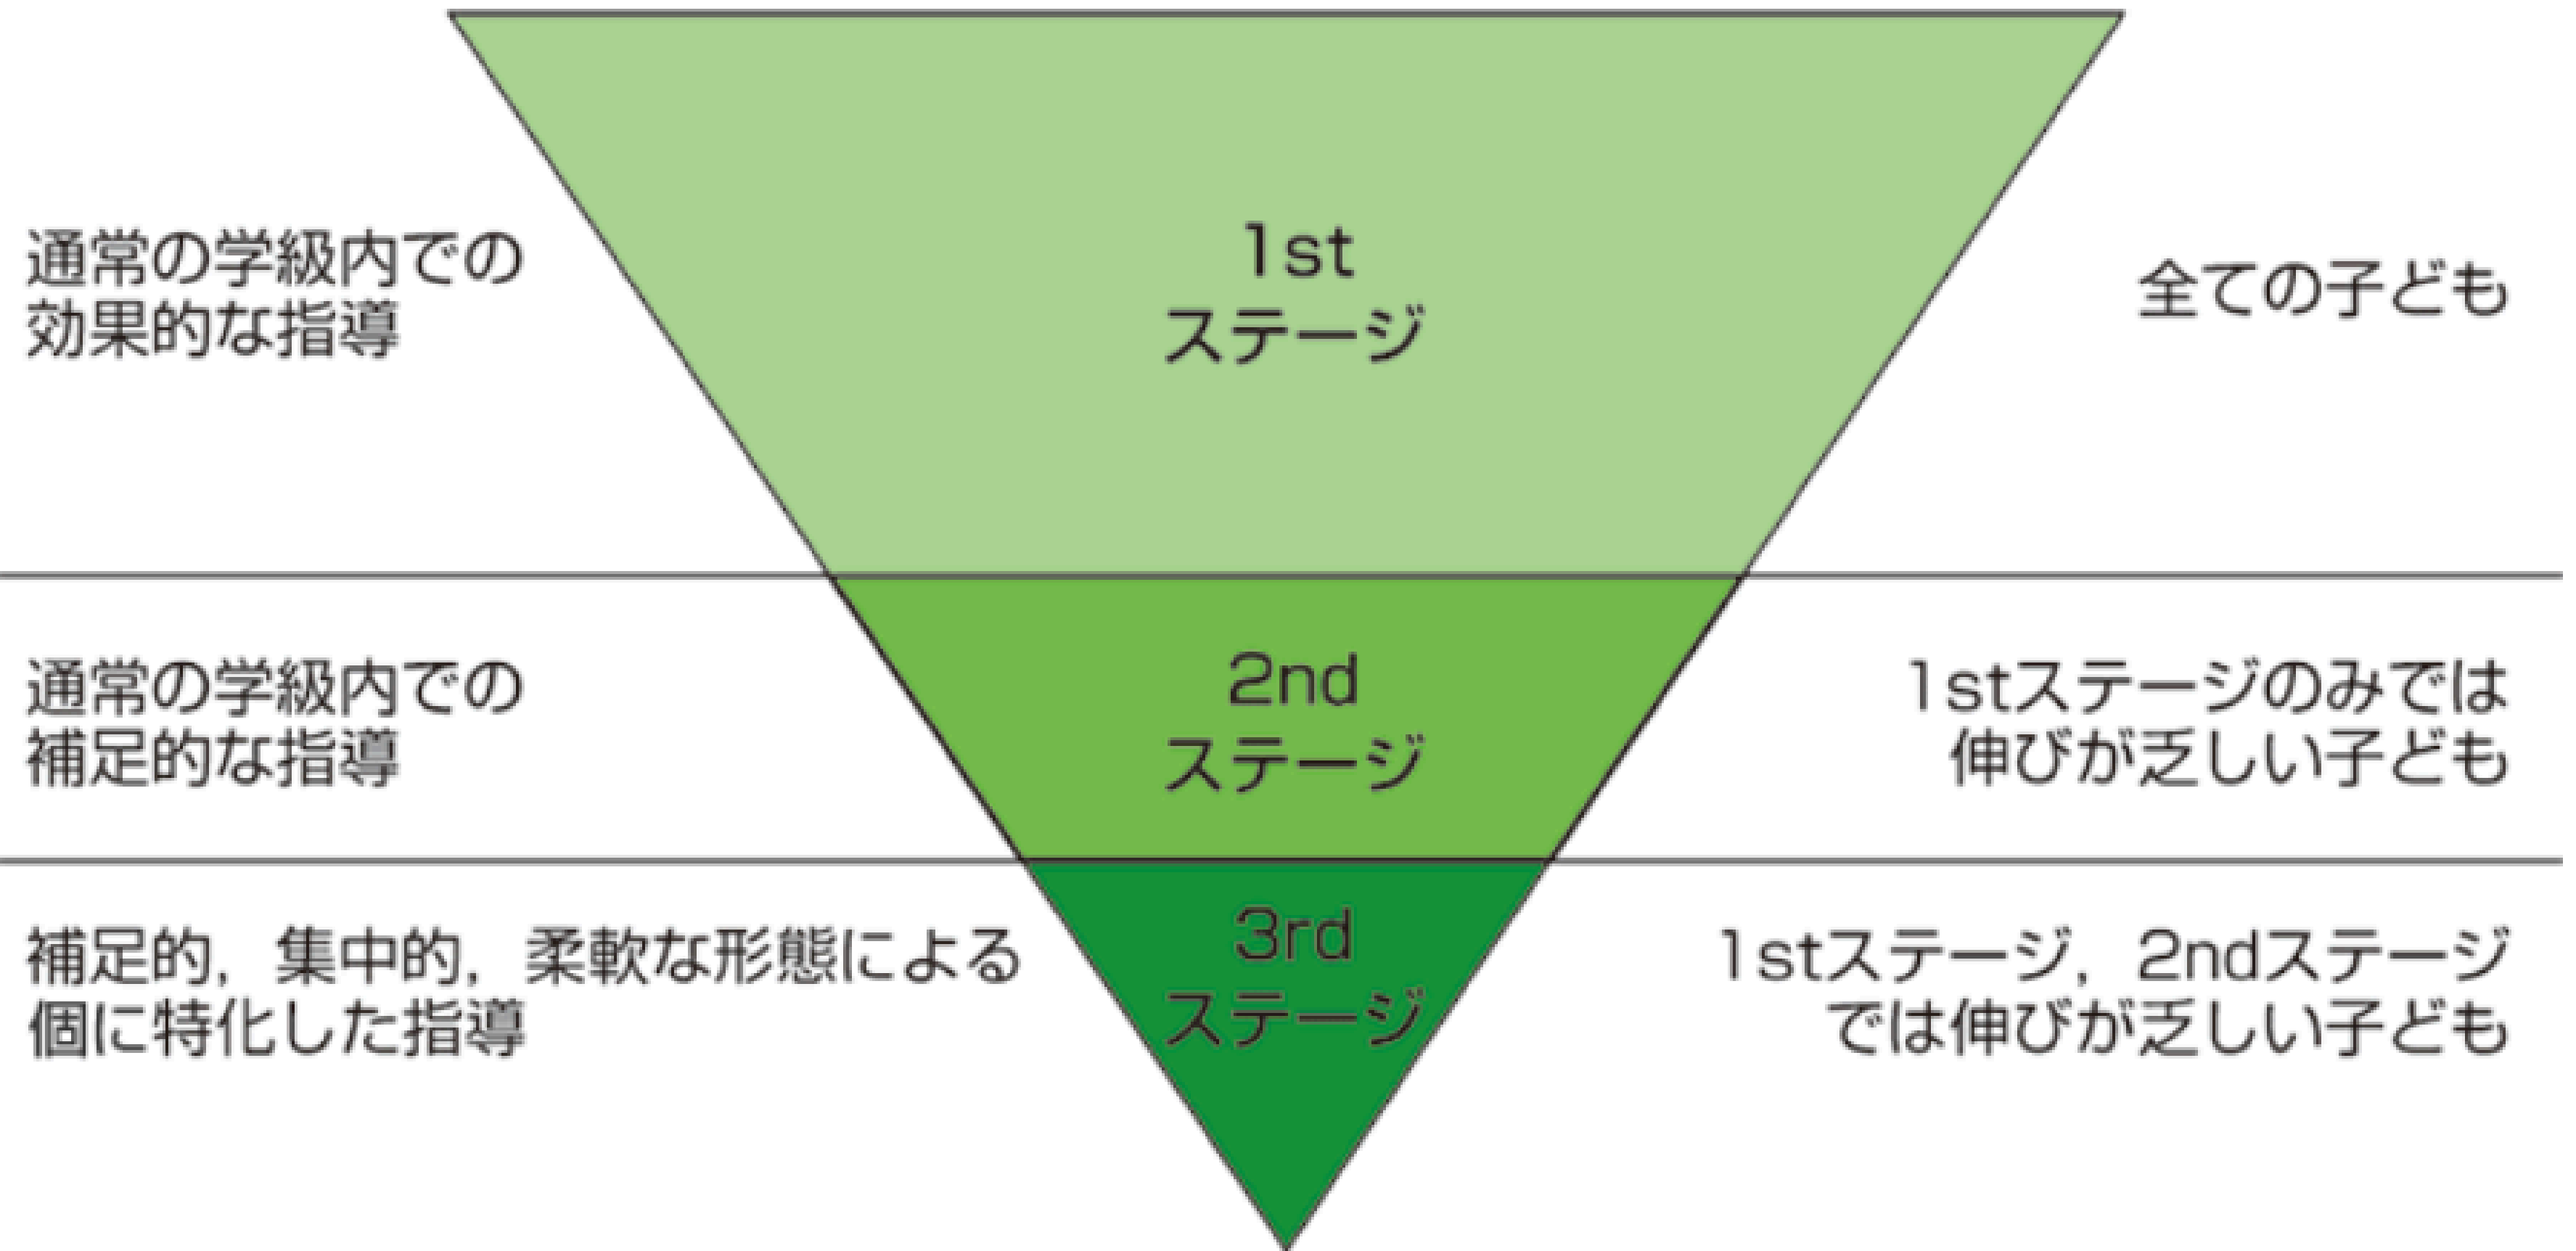 通常の学級内での
効果的な指導
1st
ステージ
全ての子ども
通常の学級内での
補足的な指導
2nd
ステージ
1stステージのみでは
伸びが乏しい子ども
補足的，集中的，柔軟な形態による
個に特化した指導
3rd
ステージ
1stステージ，2ndステージ
では伸びが乏しい子ども